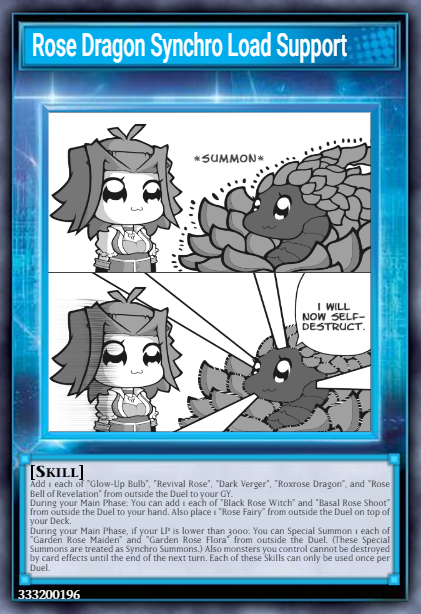 Rose Dragon Synchro Load Support
*SUMMON*
I WILL
NOW SELF-
DESTRUCT.
[SKILL]
Add 1 each of "Glow-Up Bulb", "Revival Rose", "Dark Verger", "Roxrose Dragon", and "Rose
Bell of Revelation" from outside the Duel to your GY.
During your Main Phase: You can add 1 each of "Black Rose Witch" and "Basal Rose Shoot"
from outside the Duel to your hand. Also place 1 "Rose Fairy" from outside the Duel on top of
your Deck.
During your Main Phase, if your LP is lower than 3000: You can Special Summon 1 each of
"Garden Rose Maiden" and "Garden Rose Flora" from outside the Duel. (These Special
Summons are treated as Synchro Summons.) Also monsters you control cannot be destroyed
by card effects until the end of the next turn. Each of these Skills can only be used once per
Duel.
333200196